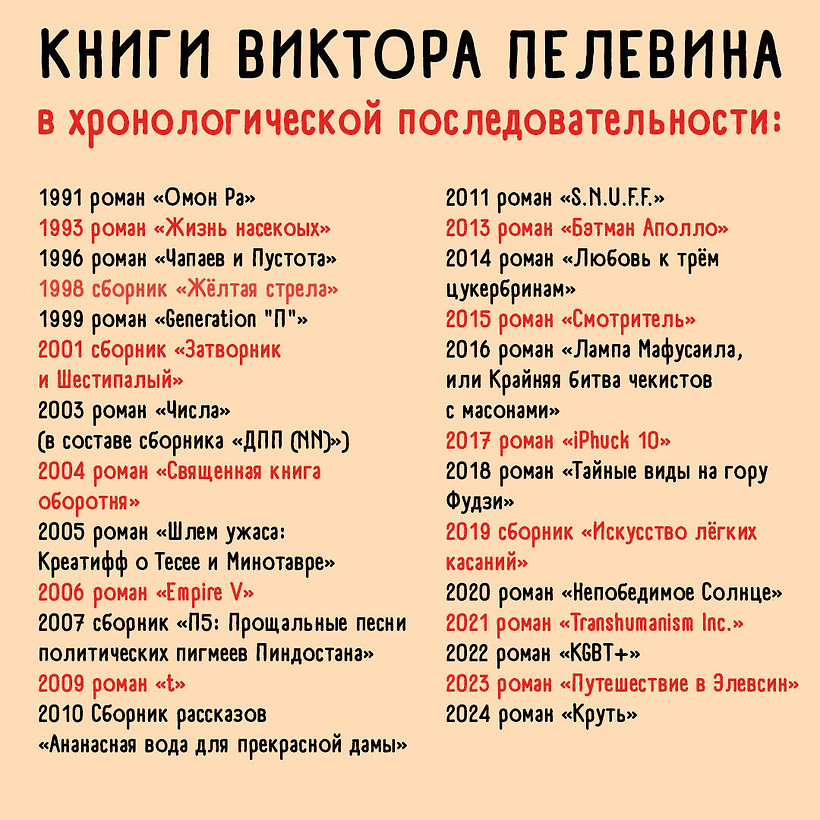 КНИГИ ВИКТОРА ПЕЛЕВИНА
в хронологической последовательности:
1991 роман «Омон Ра»
1993 роман «Жизнь насекоых»
1996 роман «Чапаев и Пустота»
1998 сборник «Жёлтая стрела»
1999 роман «Generation "П"»
2001 сборник «Затворник
и Шестипалый»
2003 роман «Числа»
(в составе сборника «ДПП (NN)»)
2004 роман «Священная книга
оборотня»
2005 роман «Шлем ужаса:
Креатифф о Тесее и Минотавре»
2006 роман «Empire V»
2007 сборник «П5: Прощальные песни
политических пигмеев Пиндостана»
2009 роман «t»
2010 Сборник рассказов
«Ананасная вода для прекрасной дамы»
2011 роман «S.N.U.F.F.»
2013 роман «Бэтман Аполло»
2014 роман «Любовь к трём
цукербринам»
2015 роман «Смотритель»
2016 роман «Лампа Мафусаила,
или Крайняя битва чекистов
с масонами»
2017 роман «iPhuck 10»
2018 роман «Тайные виды на гору
Фудзи»
2019 сборник «Искусство лёгких
касаний»
2020 роман «Непобедимое Солнце»
2021 роман «Transhumanism Inc.»
2022 роман «KGBT+»
2023 роман «Путешествие в Элевсин»
2024 роман «Круть»